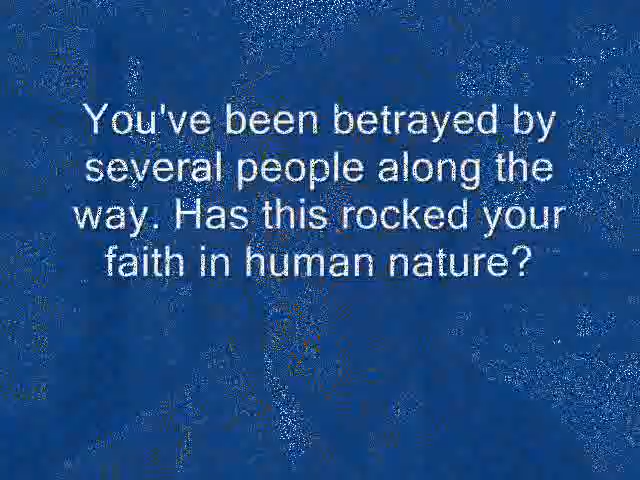 You've been betrayed by
several people along the
way. Has this rocked your
faith in human nature?